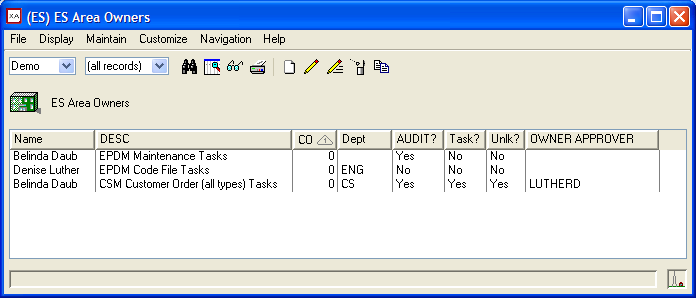 XA (ES) ES Area Owners
File Display Maintain Customize Navigation Help
Demo (all records)
ES Area Owners
Name DESC CO 1 Dept AUDIT? Task? Unlk? OWNER APPROVER
Belinda Daub EPDM Maintenance Tasks 0 Yes No No
Denise Luther EPDM Code File Tasks 0 ENG No No No
Belinda Daub CSM Customer Order (all types) Tasks 0 CS Yes Yes Yes LUTHERD